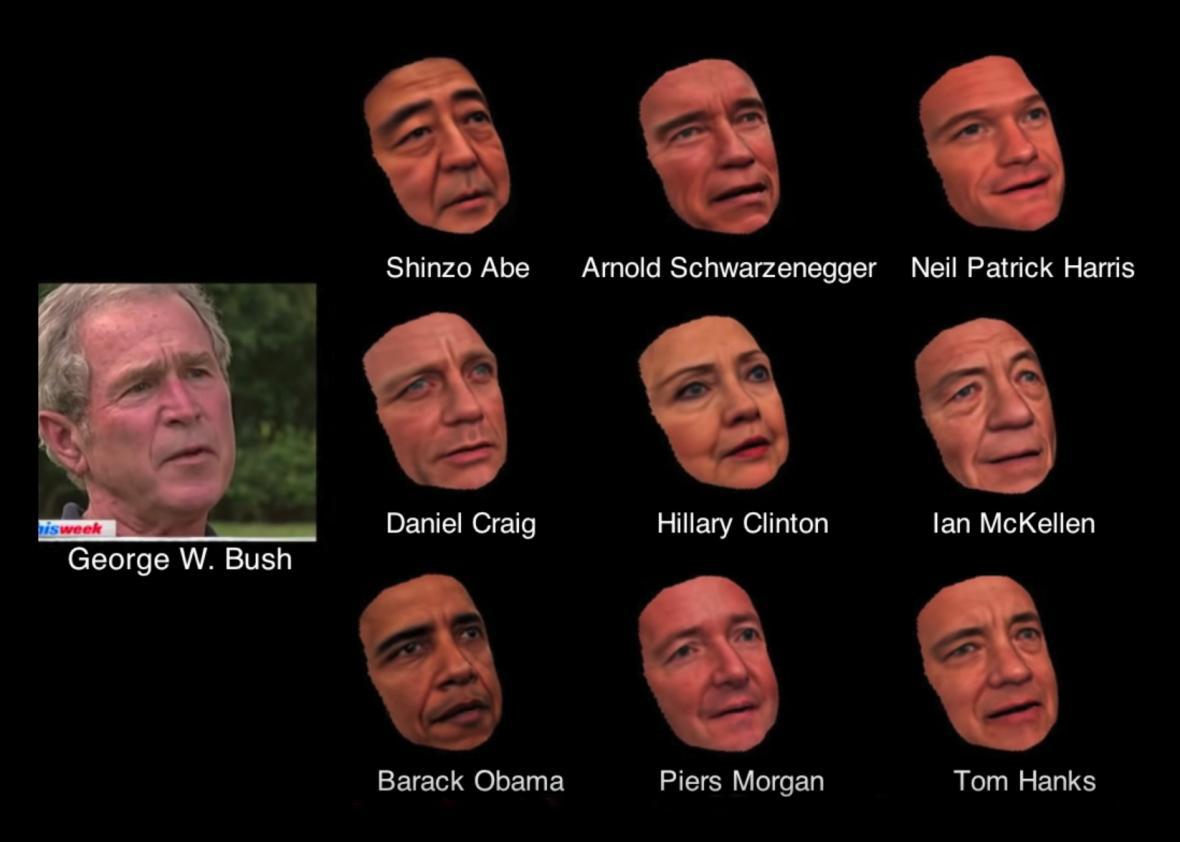 Shinzo Abe
Arnold Schwarzenegger
Neil Patrick Harris
hisweek
George W. Bush
Daniel Craig
Hillary Clinton
Ian McKellen
Barack Obama
Piers Morgan
Tom Hanks